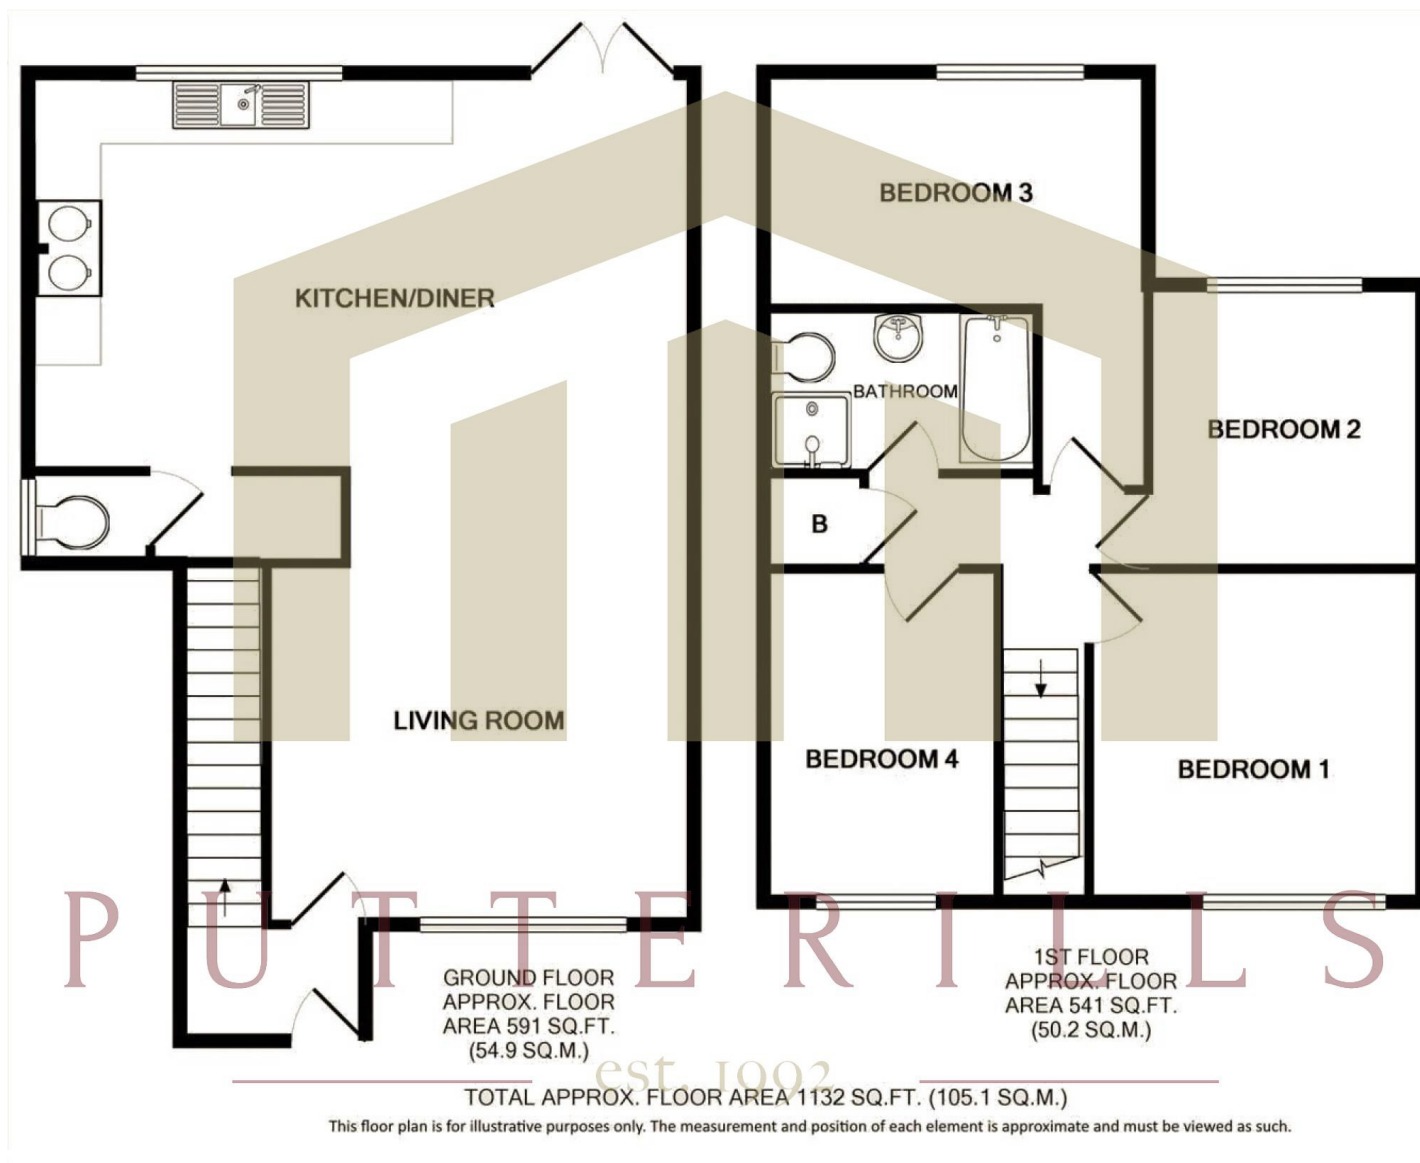 KITCHEN/DINER
LIVING ROOM
BEDROOM 3
BATHROOM
BEDROOM 2
B
BEDROOM 4
BEDROOM 1
PUTTERILLS
GROUND FLOOR
APPROX. FLOOR
AREA 591 SQ.FT.
(54.9 SQ.M.)
1ST FLOOR
APPROX. FLOOR
AREA 541 SQ.FT.
(50.2 SQ.M.)
est. 1992
TOTAL APPROX. FLOOR AREA 1132 SQ.FT. (105.1 SQ.M.)
This floor plan is for illustrative purposes only. The measurement and position of each element is approximate and must be viewed as such.